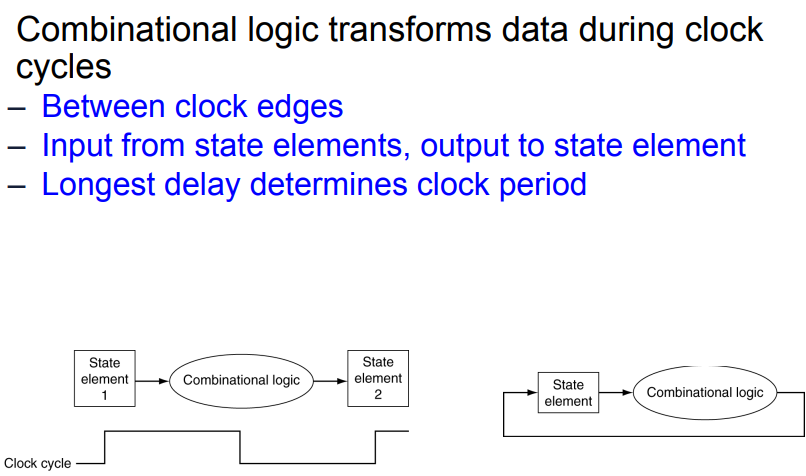 Combinational logic transforms data during clock
cycles
– Between clock edges
– Input from state elements, output to state element
– Longest delay determines clock period
State
element
1
Combinational logic
State
element
2
Clock cycle
State
element
Combinational logic